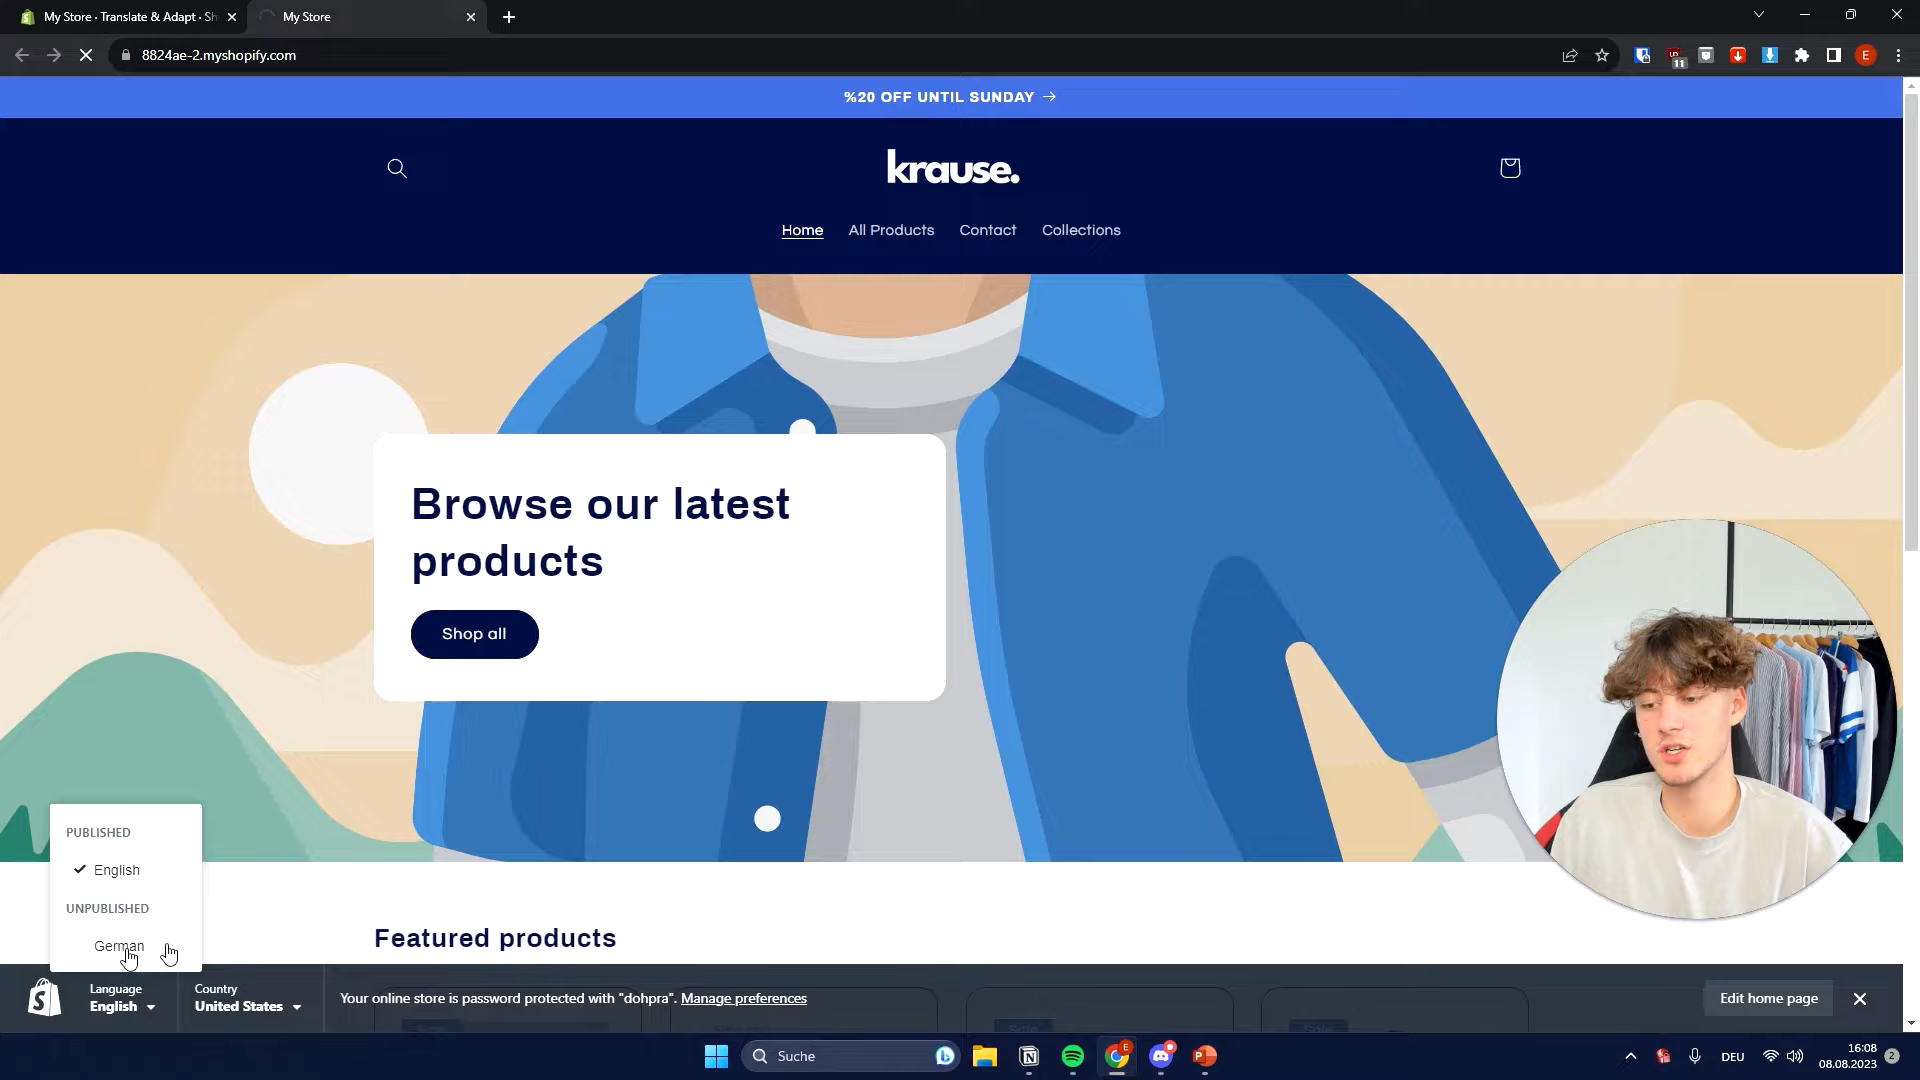 My Store · Translate & Adapt · Sh
My Store
8824ae-2.myshopify.com
11
E
%20 OFF UNTIL SUNDAY →
krause.
Home All Products Contact Collections
Browse our latest
products
Shop all
PUBLISHED
English
UNPUBLISHED
German
Featured products
Language
English
Country
United States
Your online store is password protected with "dohpra". Manage preferences
Edit home page
Suche
E
DEU
16:08
08.08.2023
2